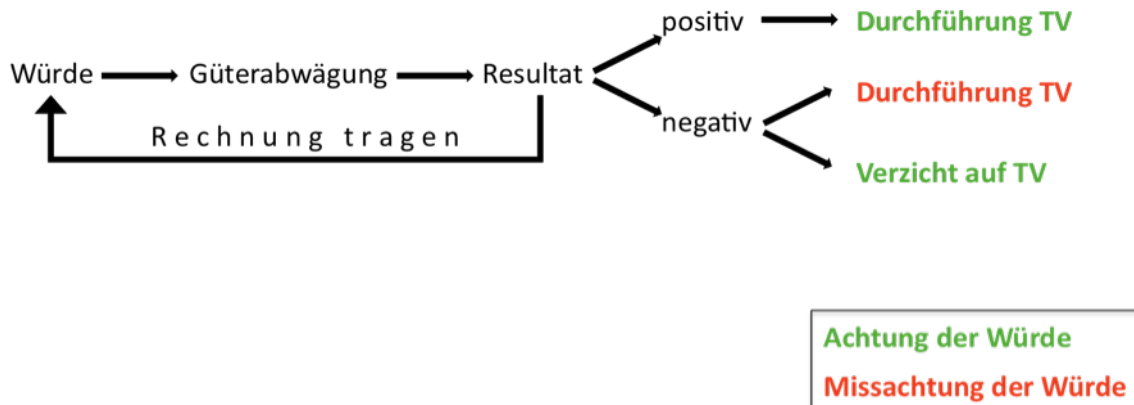 positiv
Durchführung TV
Würde
Güterabwägung
Resultat
Durchführung TV
Rechnung tragen
negativ
Verzicht auf TV
Achtung der Würde
Missachtung der Würde